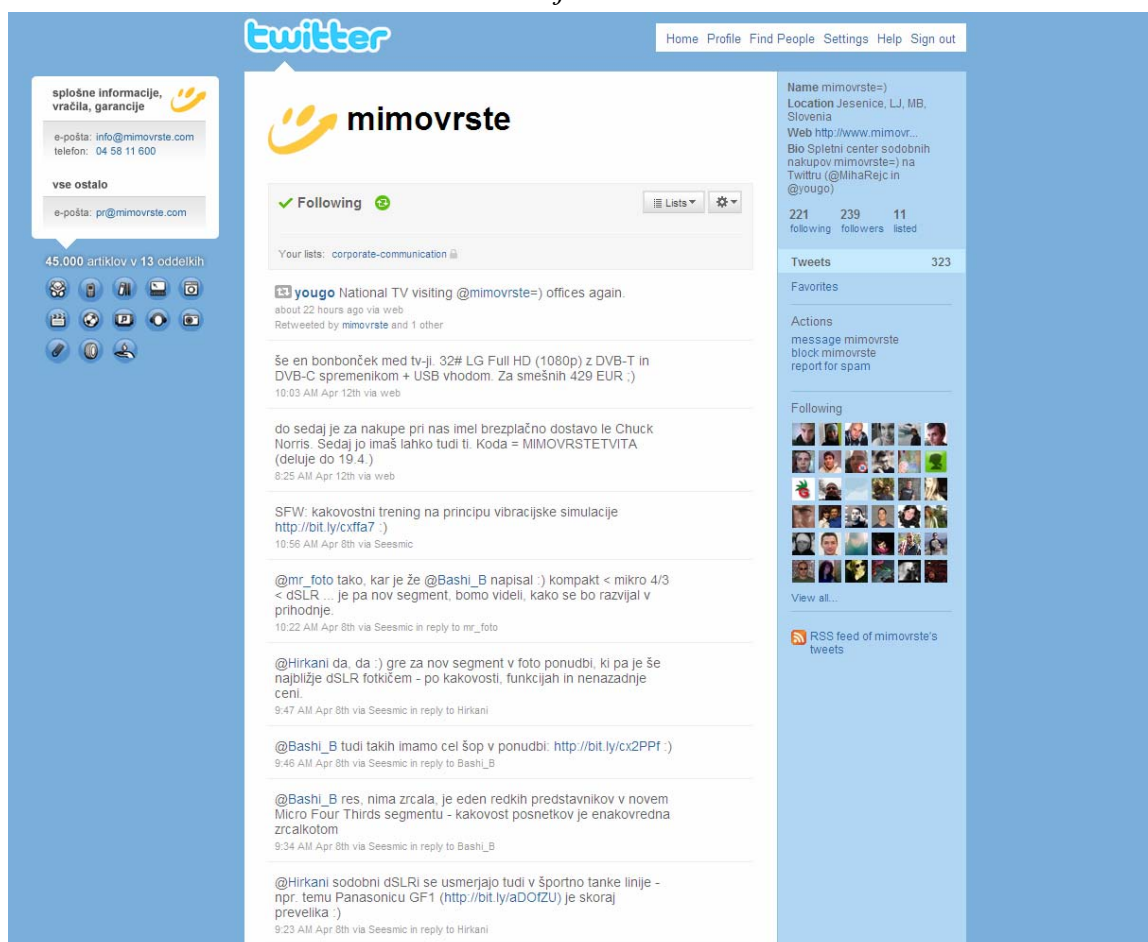 twitter
Home Profile Find People Settings Help Sign out
splošne informacije,
vračila, garancije
e-pošta: info@mimovrste.com
telefon: 04 58 11 600
vse ostalo
e-pošta: pr@mimovrste.com
45.000 artiklov v 13 oddelkih
mimovrste
Following
Lists
Your lists: corporate-communication
yougo National TV visiting @mimovrste=) offices again.
about 22 hours ago via web
Retweeted by mimovrste and 1 other
še en bonbonček med tv-ji. 32# LG Full HD (1080p) z DVB-T in
DVB-C spremenikom + USB vhodom. Za smešnih 429 EUR ;)
10:03 AM Apr 12th via web
do sedaj je za nakupe pri nas imel brezplačno dostavo le Chuck
Norris. Sedaj jo imaš lahko tudi ti. Koda = MIMOVRSTETVITA
(deluje do 19.4.)
8:25 AM Apr 12th via web
SFW: kakovostni trening na principu vibracijske simulacije
http://bit.ly/cxffa7 :)
10:56 AM Apr 8th via Seesmic
@mr_foto tako, kar je že @Bashi_B napisal :) kompakt < mikro 4/3
< dSLR ... je pa nov segment, bomo videli, kako se bo razvijal v
prihodnje.
10:22 AM Apr 8th via Seesmic in reply to mr_foto
@Hirkani da, da :) gre za nov segment v foto ponudbi, ki pa je še
najbližje dSLR fotkičem - po kakovosti, funkcijah in nenazadnje
ceni.
9:47 AM Apr 8th via Seesmic in reply to Hirkani
@Bashi_B tudi takih imamo cel šop v ponudbi: http://bit.ly/cx2PPf :)
9:46 AM Apr 8th via Seesmic in reply to Bashi_B
@Bashi_B res, nima zrcala, je eden redkih predstavnikov v novem
Micro Four Thirds segmentu - kakovost posnetkov je enakovredna
zrcalkotom
9:34 AM Apr 8th via Seesmic in reply to Bashi_B
@Hirkani sodobni dSLRi se usmerjajo tudi v športno tanke linije -
npr. temu Panasonicu GF1 (http://bit.ly/aDOfZU) je skoraj
prevelika :)
9:23 AM Apr 8th via Seesmic in reply to Hirkani
Name mimovrste=)
Location Jesenice, LJ, MB,
Slovenia
Web http://www.mimovr...
Bio Spletni center sodobnih
nakupov mimovrste=) na
Twittru (@MihaRejc in
@yougo)
221 239 11
following followers listed
Tweets 323
Favorites
Actions
message mimovrste
block mimovrste
report for spam
Following
View all...
RSS feed of mimovrste's
tweets